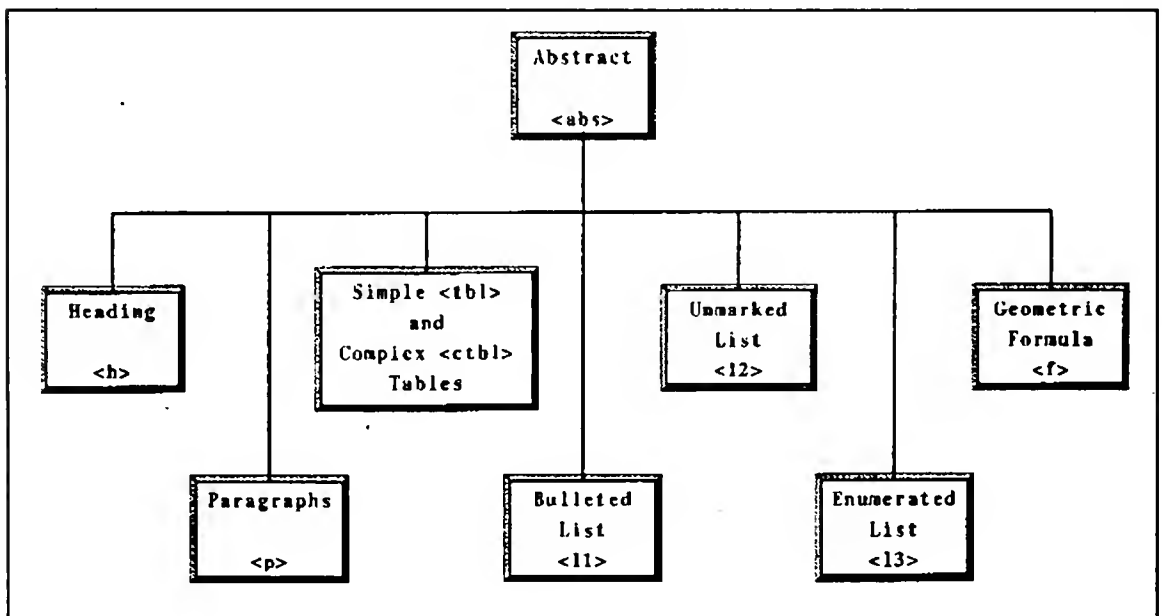 Abstract
<abs>
Heading
<h>
Simple <tbl>
and
Complex <ctbl>
Tables
Unmarked
List
<l2>
Geometric
Formula
<f>
Paragraphs
<p>
Bulleted
List
<l1>
Enumerated
List
<l3>